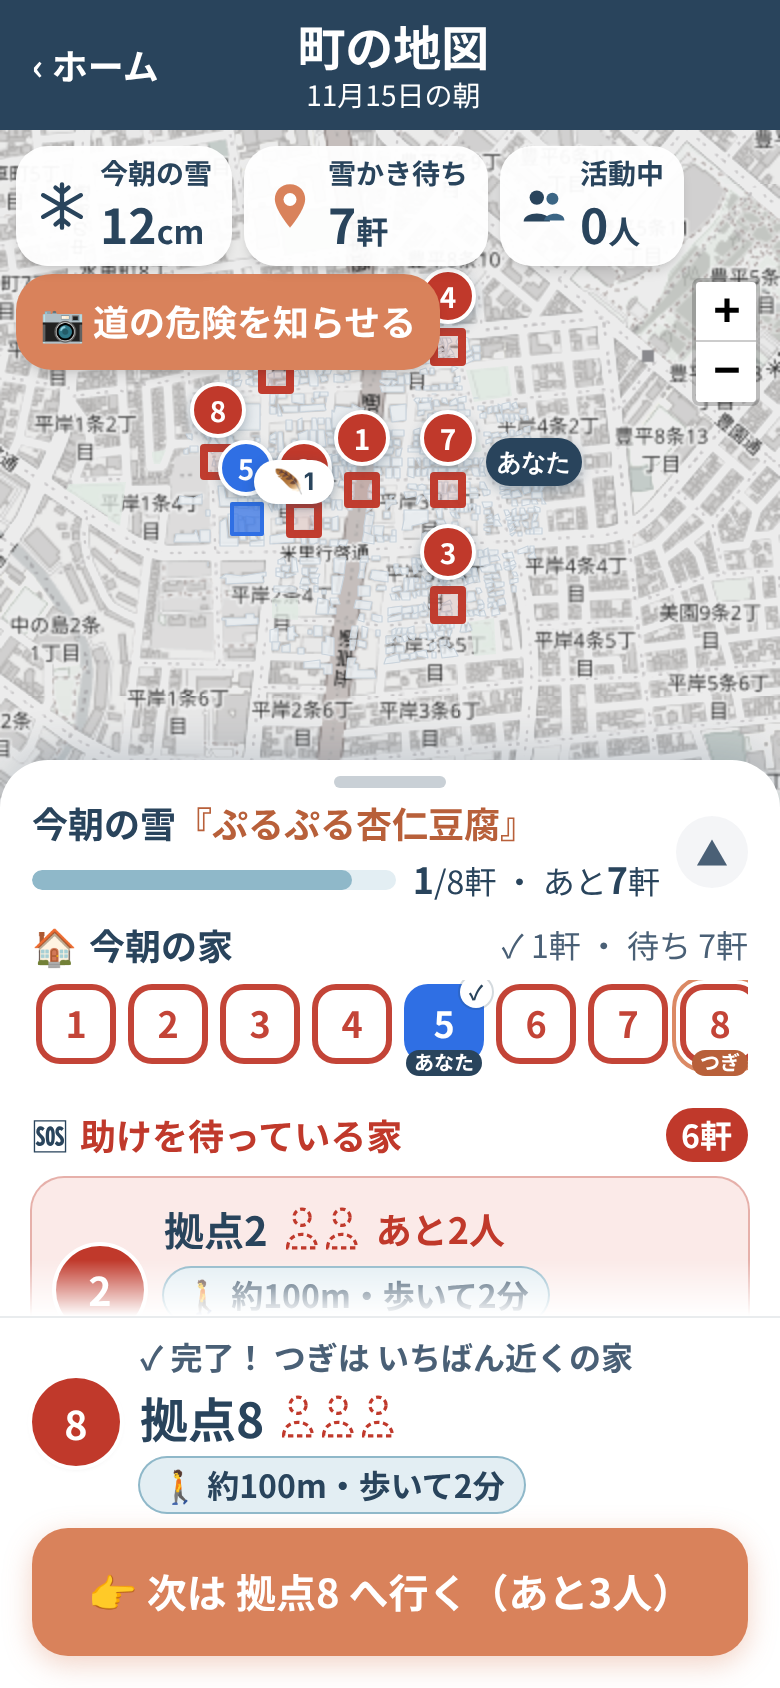 ‹ ホーム
町の地図
11月15日の朝
今朝の雪
12cm
雪かき待ち
7軒
活動中
0人
道の危険を知らせる
4
+
−
8
5
1
1
7
あなた
3
平岸1条2丁
目
平岸4条2丁
豊平8条13
丁目
平岸1条4丁
目
米里行啓通
平岸4条4丁
目
中の島2条
1丁目
美園9条2丁
目
平岸4条5丁
目
平岸5条6丁
目
平岸1条6丁
目
平岸2条6丁
目
平岸3条6丁
目
今朝の雪『ぷるぷる杏仁豆腐』
▲
1/8軒 ・ あと7軒
今朝の家
✓ 1軒 ・ 待ち 7軒
1
2
3
4
5
✓
あなた
6
7
8
つぎ
SOS 助けを待っている家
6軒
2
拠点2 あと2人
約100m・歩いて2分
✓ 完了！ つぎは いちばん近くの家
8
拠点8
約100m・歩いて2分
次は 拠点8 へ行く（あと3人）